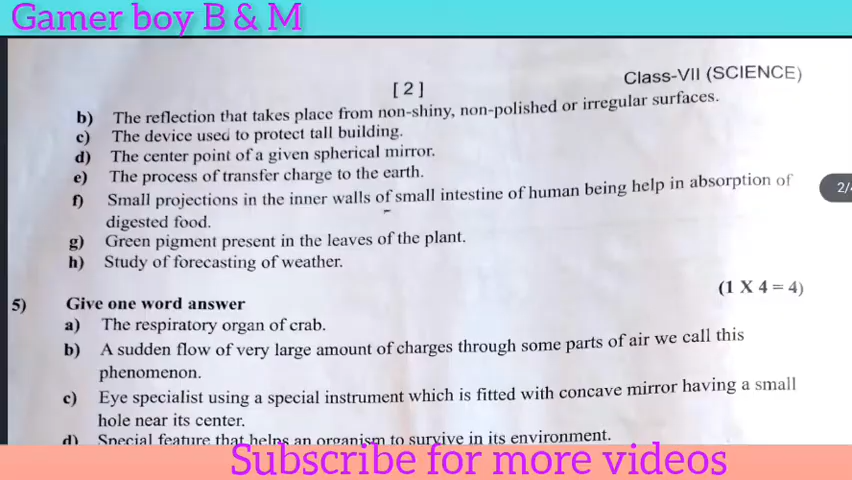 Gamer boy B & M
[ 2 ]
Class-VII (SCIENCE)
b) The reflection that takes place from non-shiny, non-polished or irregular surfaces.
c) The device used to protect tall building.
d) The center point of a given spherical mirror.
e) The process of transfer charge to the earth.
f) Small projections in the inner walls of small intestine of human being help in absorption of
digested food.
g) Green pigment present in the leaves of the plant.
h) Study of forecasting of weather.
(1 X 4 = 4)
5) Give one word answer
a) The respiratory organ of crab.
b) A sudden flow of very large amount of charges through some parts of air we call this
phenomenon.
c) Eye specialist using a special instrument which is fitted with concave mirror having a small
hole near its center.
d) Special feature that helps an organism to survive in its environment.
2/
Subscribe for more videos